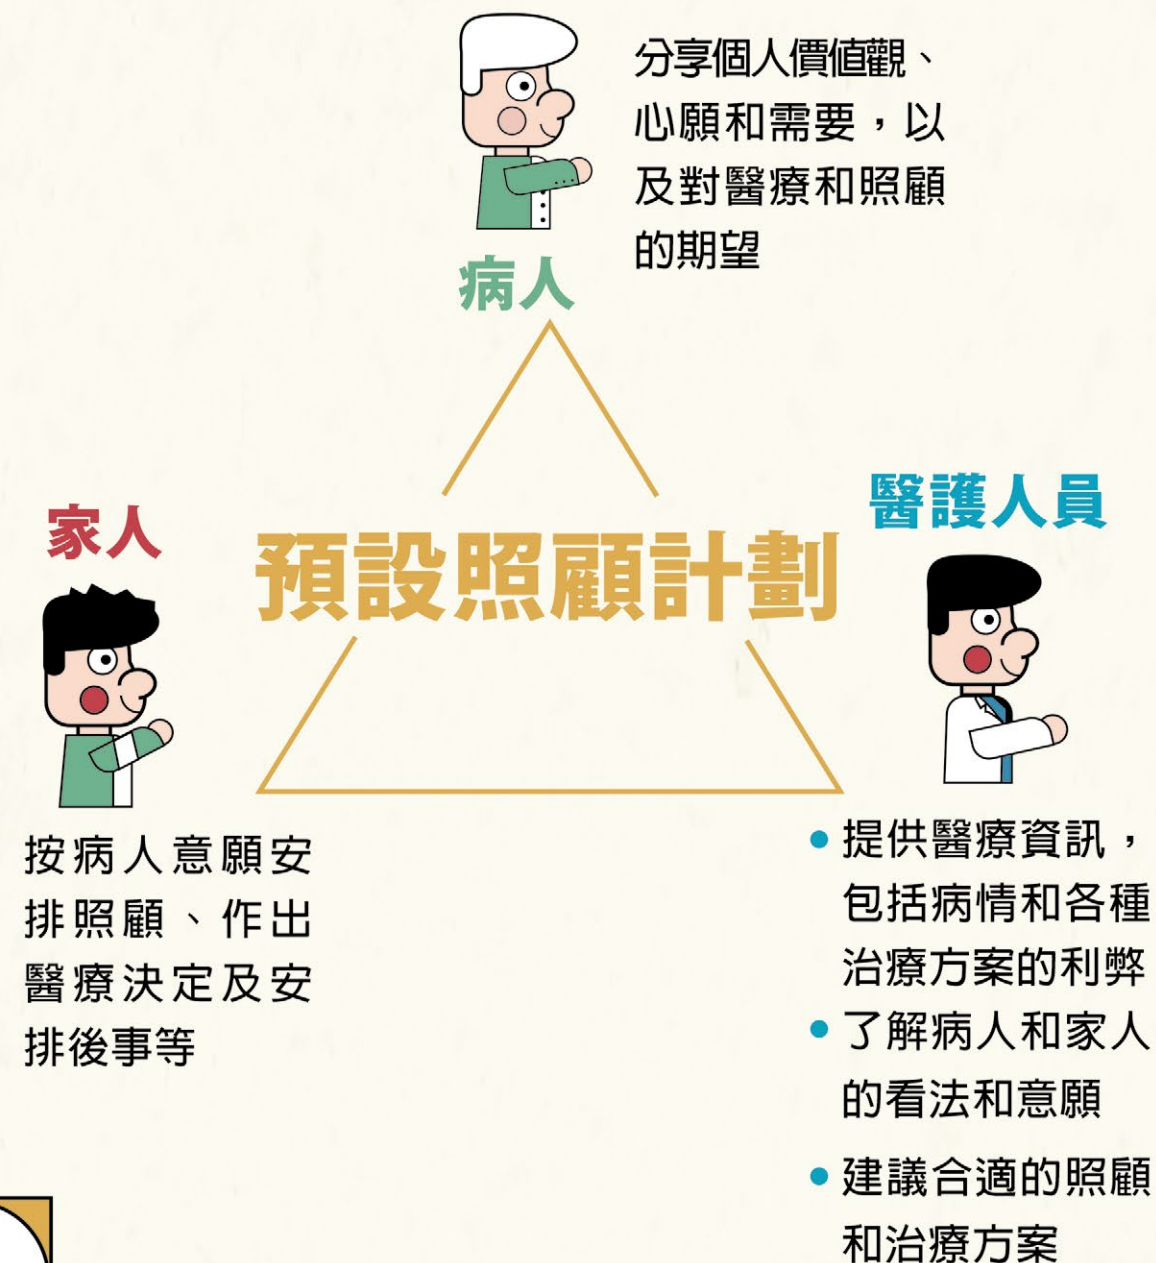 分享個人價值觀、
心願和需要，以
及對醫療和照顧
的期望
病人
家人
醫護人員
預設照顧計劃
按病人意願安
排照顧、作出
醫療決定及安
排後事等
提供醫療資訊，
包括病情和各種
治療方案的利弊
了解病人和家人
的看法和意願
建議合適的照顧
和治療方案